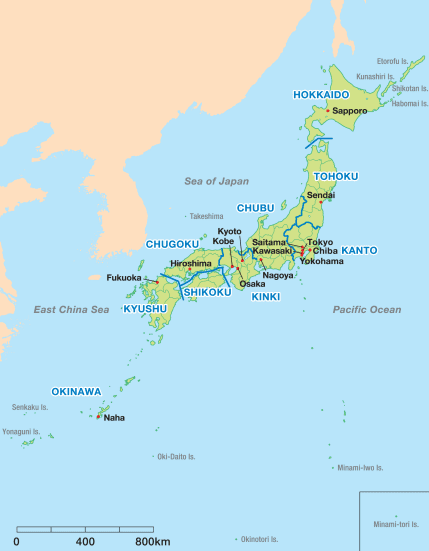 Etorofu Is.
Kunashiri Is.
Shikotan Is.
HOKKAIDO
Habomai Is.
Sapporo
TOHOKU
Sea of Japan
Sendai
CHUBU
Takeshima
Kyoto
CHUGOKU
Kobe
Saitama
Tokyo
Kawasaki
Chiba
KANTO
Hiroshima
Yokohama
Fukuoka
Nagoya
Osaka
SHIKOKU
KINKI
East China Sea
KYUSHU
Pacific Ocean
OKINAWA
Senkaku Is.
Naha
Yonaguni Is.
Oki-Daito Is.
Minami-Iwo Is.
Minami-tori Is.
0 400 800km
Okinotori Is.